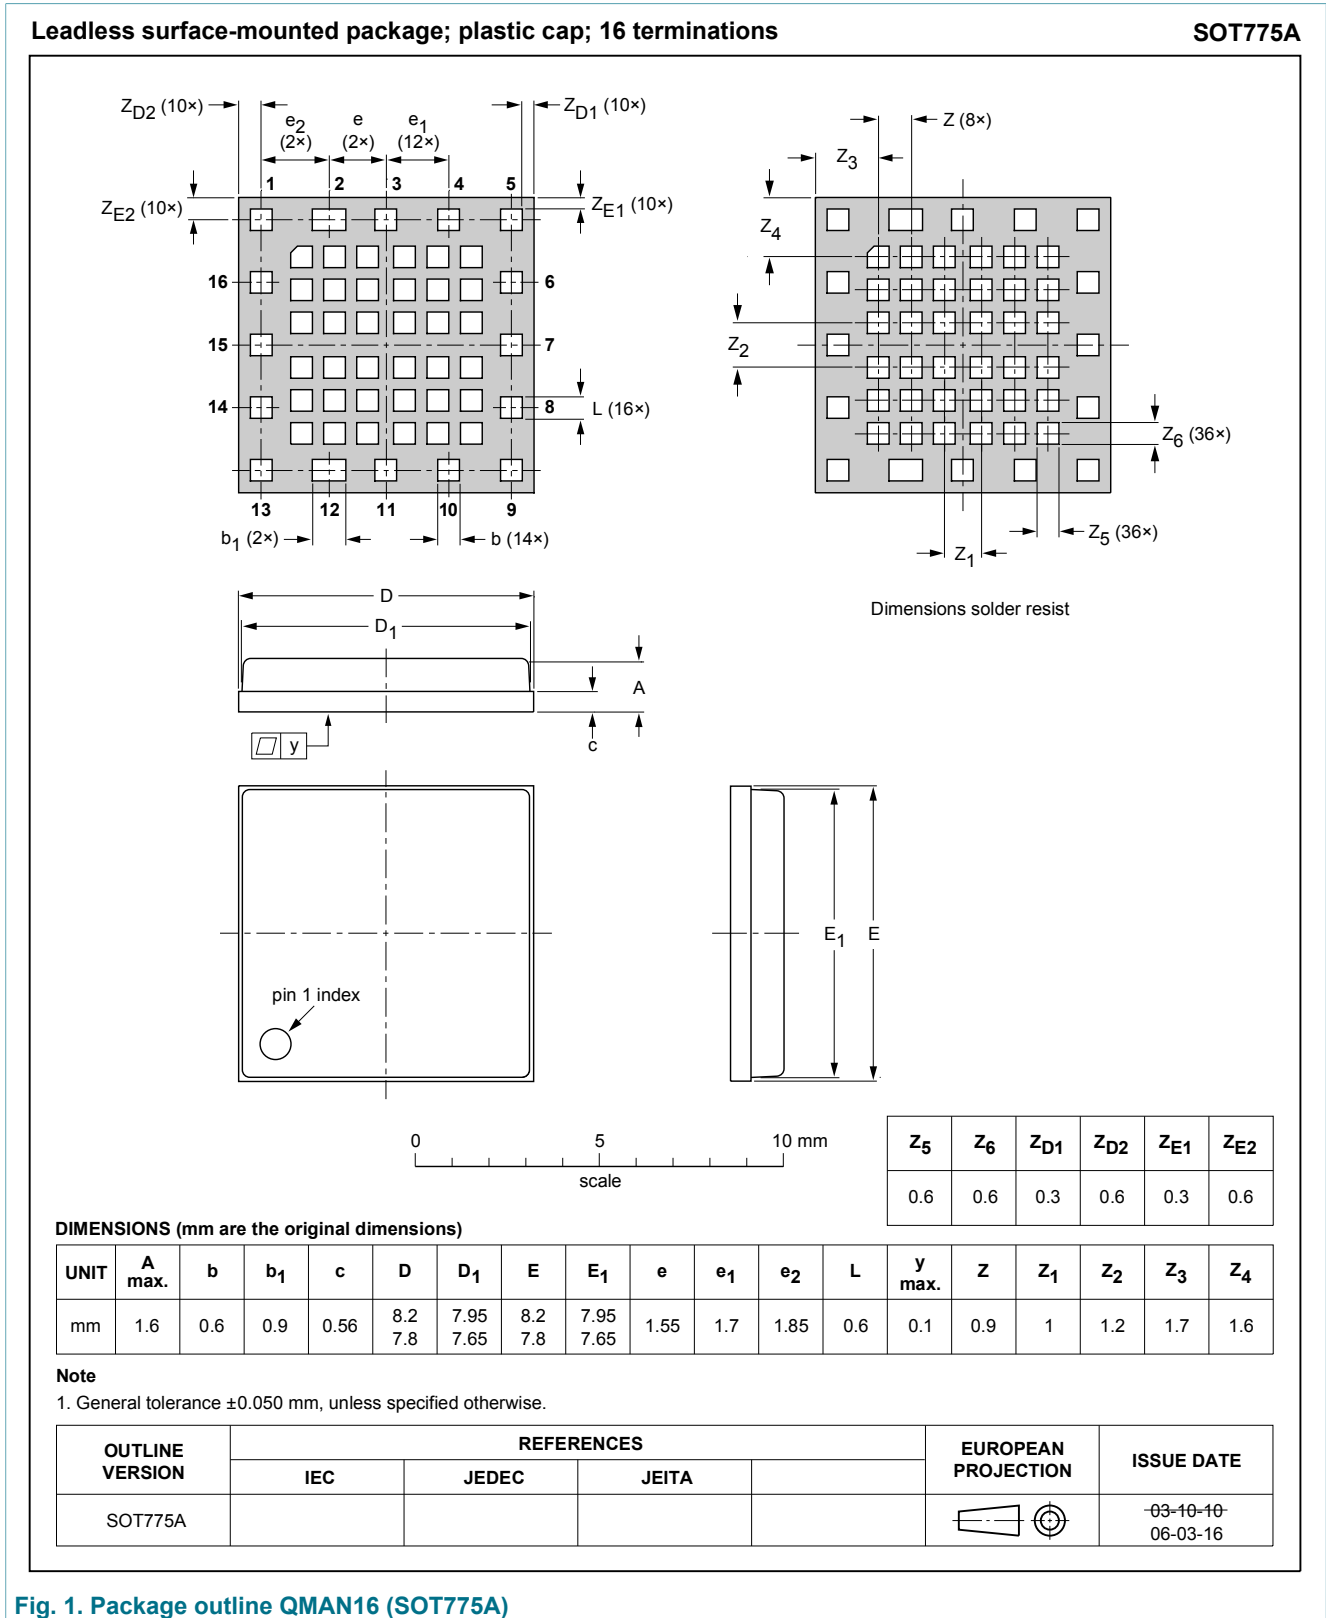 Leadless surface-mounted package; plastic cap; 16 terminations SOT775A
ZD2 (10×) e2 (2×) e (2×) e1 (12×) ZD1 (10×)
1 2 3 4 5
ZE2 (10×) ZE1 (10×)
16 6
15 7
14 8 L (16×)
13 12 11 10 9
b1 (2×) b (14×)
Z3 Z (8×)
Z4
Z2
Z6 (36×)
Z1 Z5 (36×)
Dimensions solder resist
D
D1
A
c
y
E1 E
pin 1 index
0 5 10 mm
scale
Z5 Z6 ZD1 ZD2 ZE1 ZE2
0.6 0.6 0.3 0.6 0.3 0.6
DIMENSIONS (mm are the original dimensions)
UNIT A max. b b1 c D D1 E E1 e e1 e2 L y max. Z Z1 Z2 Z3 Z4
mm 1.6 0.6 0.9 0.56 8.2 7.8 7.95 7.65 8.2 7.8 7.95 7.65 1.55 1.7 1.85 0.6 0.1 0.9 1 1.2 1.7 1.6
Note
1. General tolerance ±0.050 mm, unless specified otherwise.
OUTLINE VERSION REFERENCES EUROPEAN PROJECTION ISSUE DATE
IEC JEDEC JEITA
SOT775A 03-10-10
06-03-16
Fig. 1. Package outline QMAN16 (SOT775A)